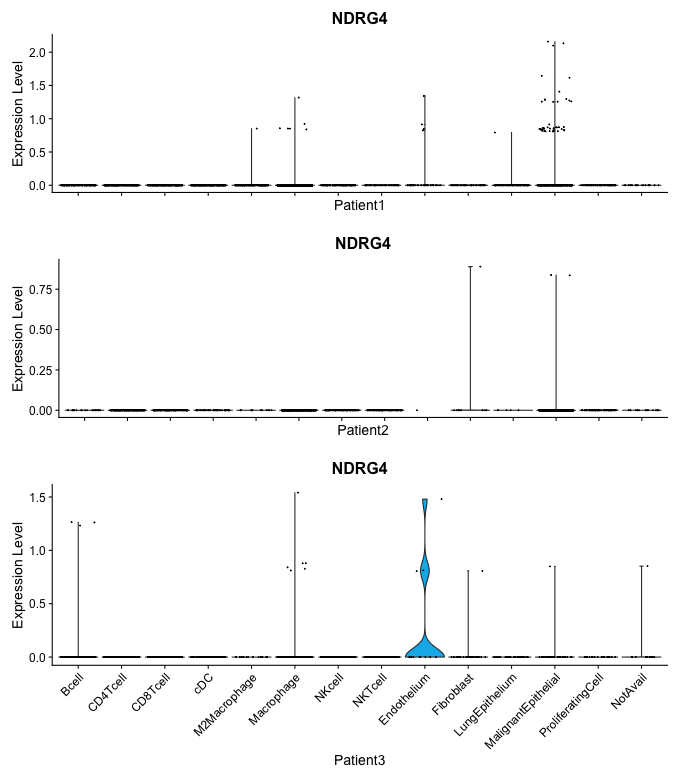 NDRG4
Expression Level
2.0
1.5
1.0
0.5
0.0
Patient1
NDRG4
Expression Level
0.75
0.50
0.25
0.00
Patient2
NDRG4
Expression Level
1.5
1.0
0.5
0.0
Bcell
CD4Tcell
CD8Tcell
cDC
M2Macrophage
Macrophage
NKcell
NKTcell
Endothelium
Fibroblast
LungEpithelium
MalignantEpithelial
ProliferatingCell
NotAvail
Patient3